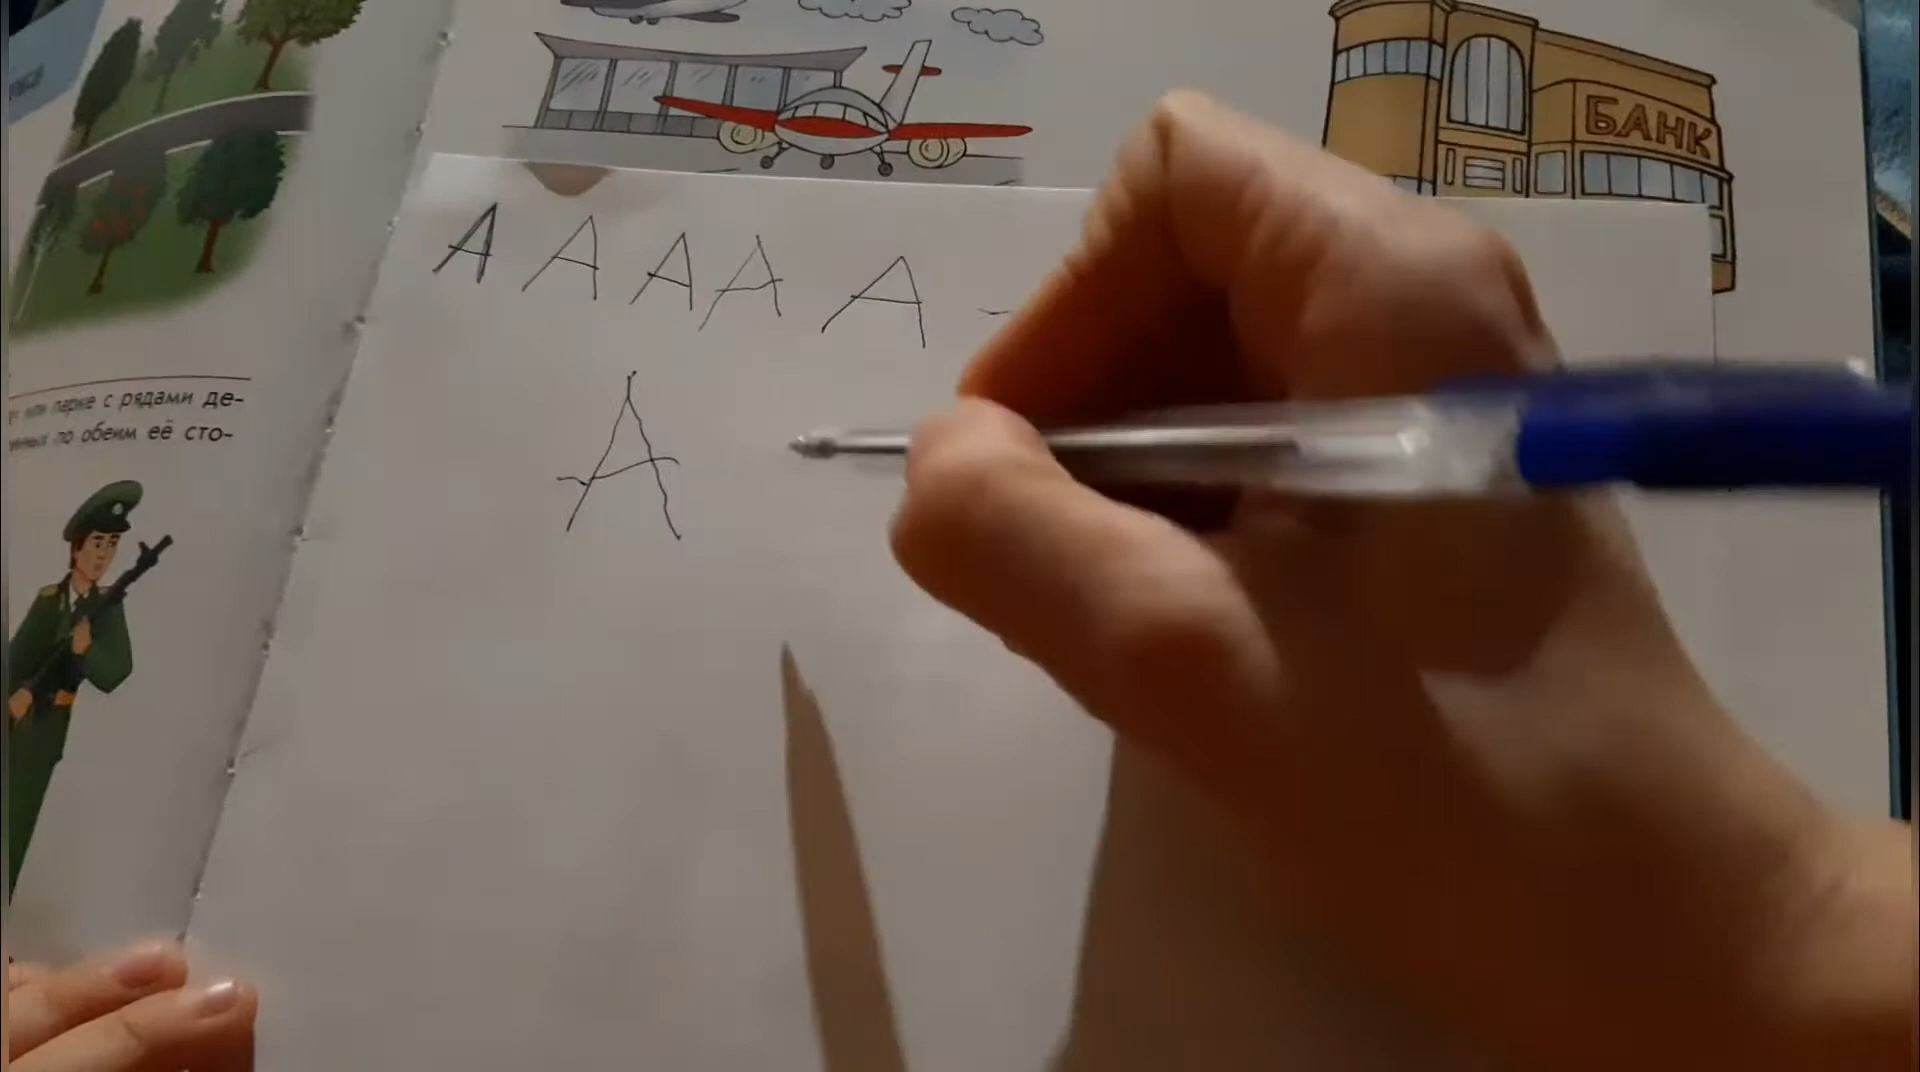 БАНК
А А А А А
А
или парке с рядами де-
по обеим её сто-